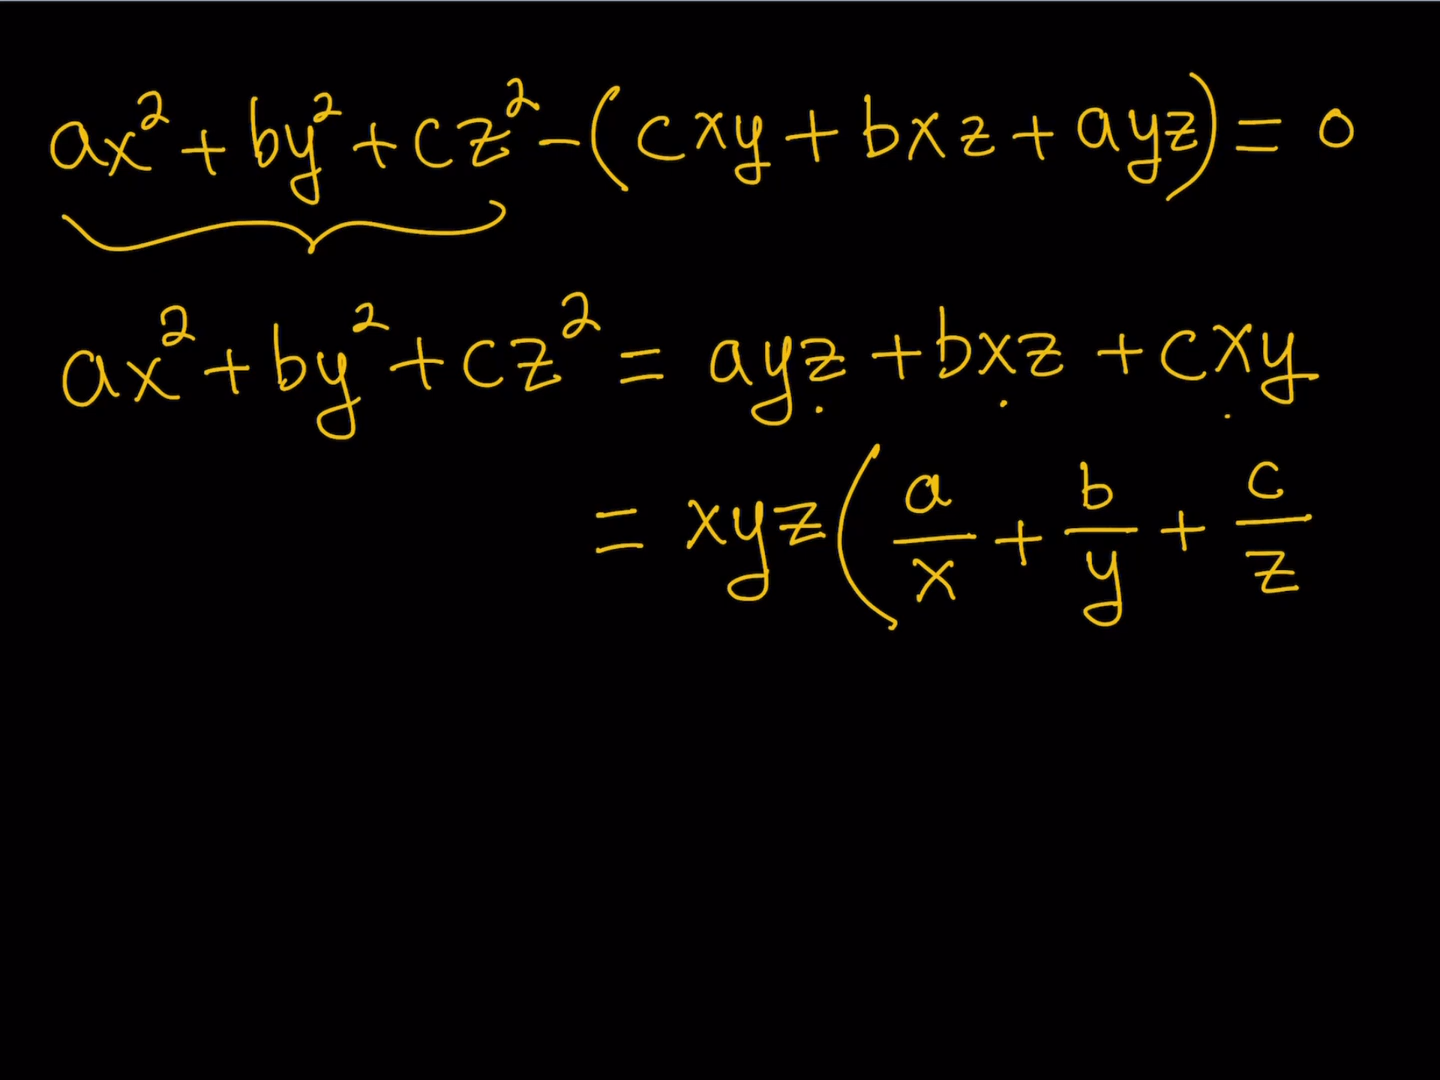 ax² + by² + cz² - (cxy + bxz + ayz) = 0
ax² + by² + cz² = ayz + bxz + cxy
= xyz(a/x + b/y + c/z